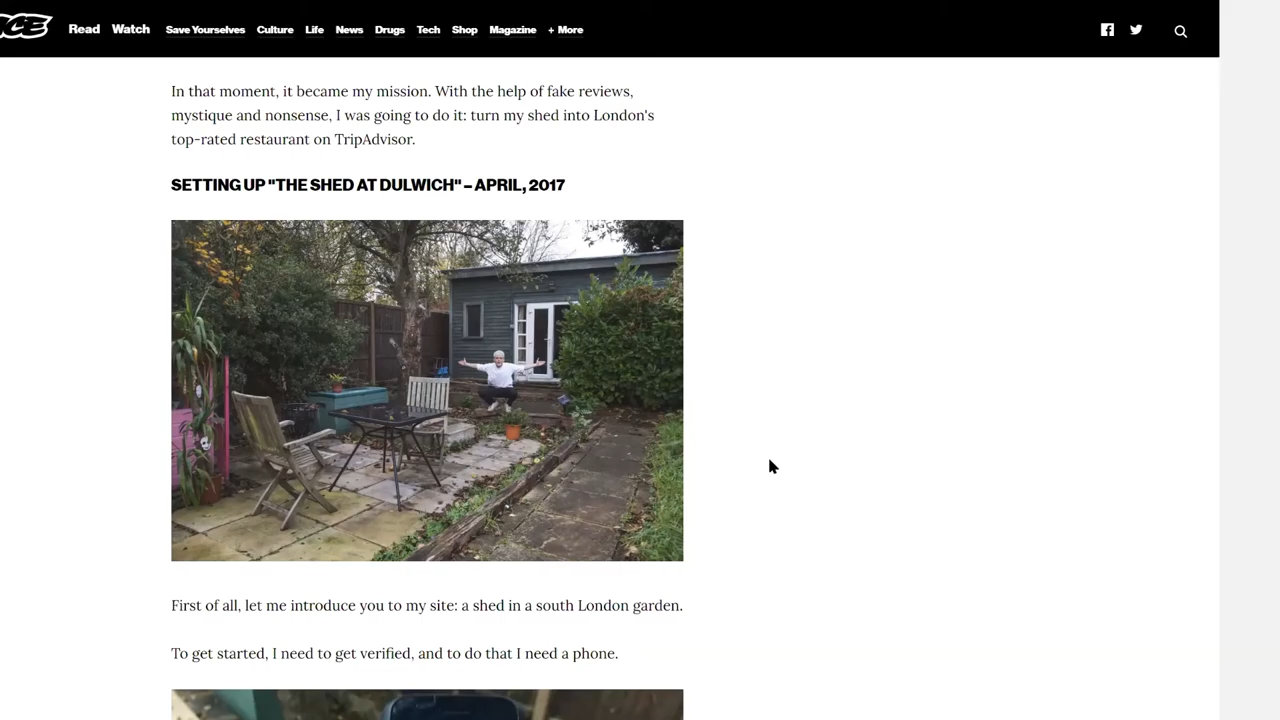 Read Watch Save Yourselves Culture Life News Drugs Tech Shop Magazine + More
In that moment, it became my mission. With the help of fake reviews,
mystique and nonsense, I was going to do it: turn my shed into London's
top-rated restaurant on TripAdvisor.
SETTING UP "THE SHED AT DULWICH" – APRIL, 2017
First of all, let me introduce you to my site: a shed in a south London garden.
To get started, I need to get verified, and to do that I need a phone.